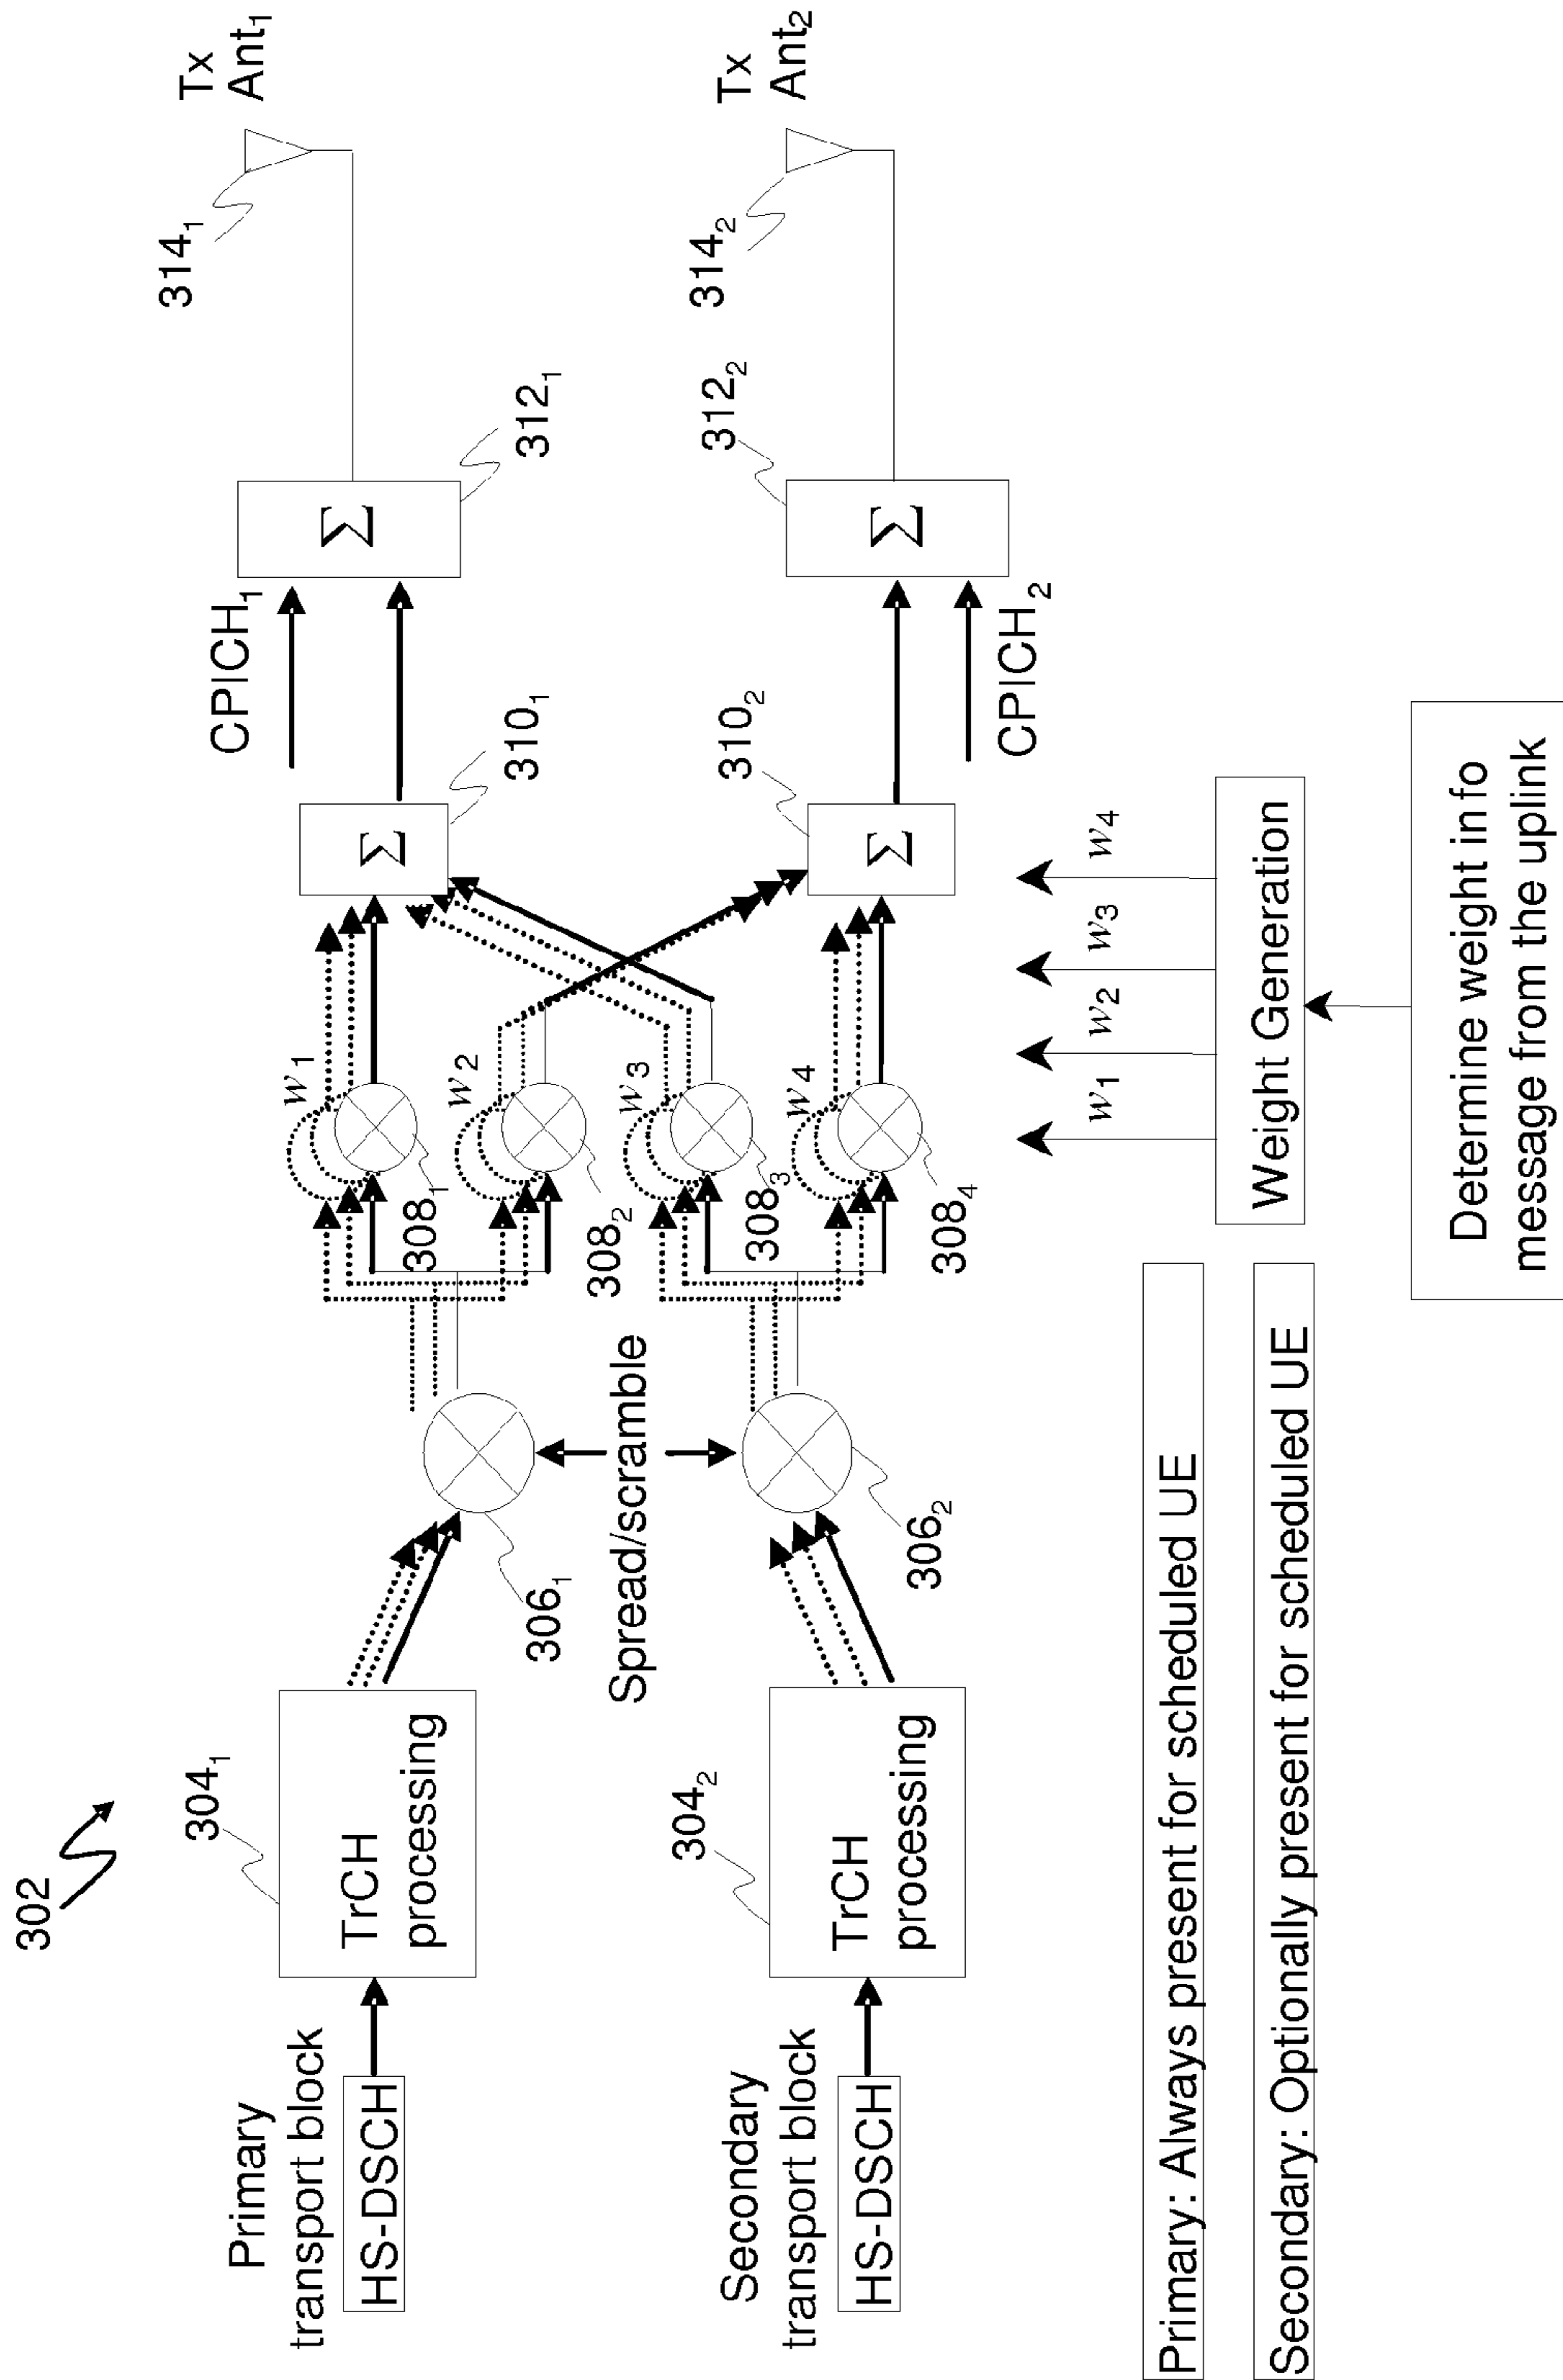 302
Primary
transport block
HS-DSCH
304₁
TrCH
processing
306₁
Spread/scramble
w₁
308₁
w₂
308₂
310₁
Σ
CPICH₁
312₁
Σ
314₁
Tx
Ant₁
Secondary
transport block
HS-DSCH
304₂
TrCH
processing
306₂
w₃
308₃
w₄
308₄
310₂
Σ
CPICH₂
312₂
Σ
314₂
Tx
Ant₂
w₁
w₂
w₃
w₄
Weight Generation
Determine weight info
message from the uplink
Primary: Always present for scheduled UE
Secondary: Optionally present for scheduled UE